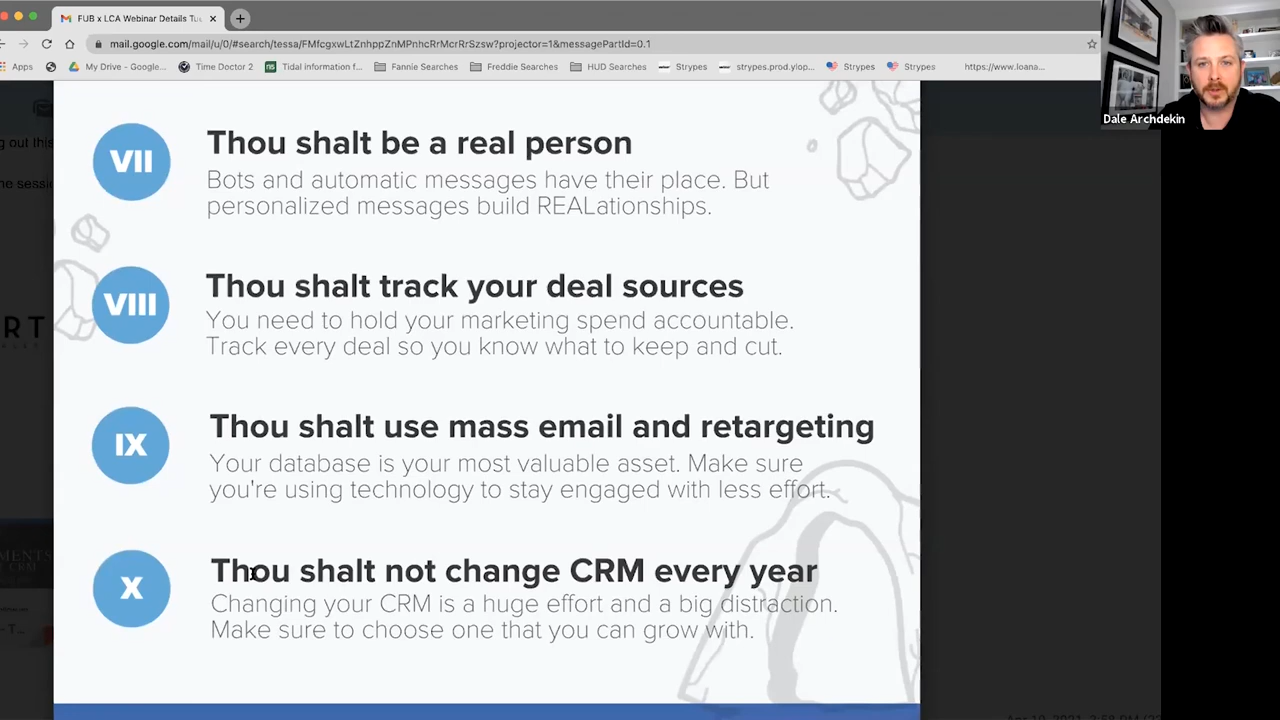 FUB x LCA Webinar Details Tu
mail.google.com/mail/u/0/#search/tessa/FMfcgxwLtZnhppZnMPnhcRrMcrRrSzsw?projector=1&messagePartId=0.1
Apps My Drive - Google... Time Doctor 2 Tidal information f... Fannie Searches Freddie Searches HUD Searches Strypes strypes.prod.ylop... Strypes Strypes https://www.loana...
Dale Archdekin
g out this
ne sessi
VII
Thou shalt be a real person
Bots and automatic messages have their place. But
personalized messages build REALationships.
VIII
Thou shalt track your deal sources
You need to hold your marketing spend accountable.
Track every deal so you know what to keep and cut.
RT
IX
Thou shalt use mass email and retargeting
Your database is your most valuable asset. Make sure
you're using technology to stay engaged with less effort.
MENTS
CRM
X
Thou shalt not change CRM every year
Changing your CRM is a huge effort and a big distraction.
Make sure to choose one that you can grow with.